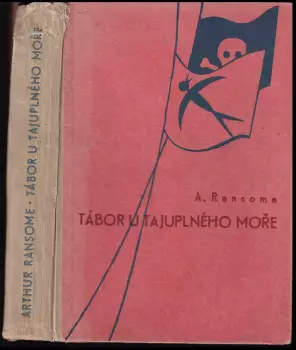 ARTHUR RANSOME • TÁBOR U TAJUPLNÉHO MOŘE
A. Ransome
TÁBOR U TAJUPLNÉHO MOŘE